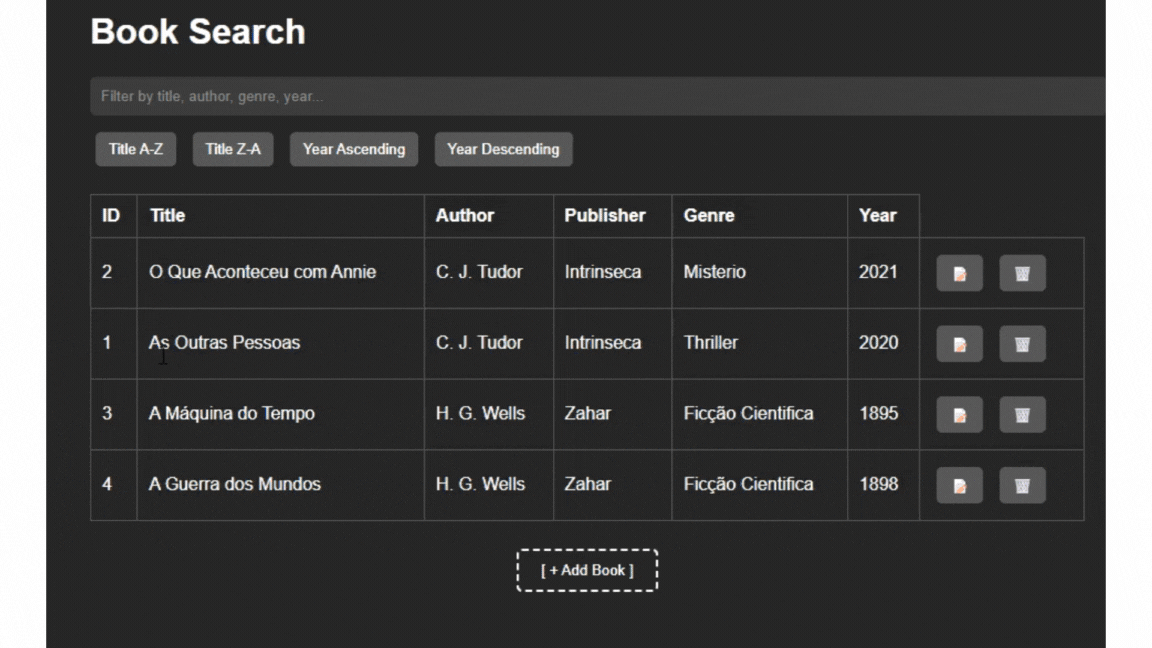 Book Search
Filter by title, author, genre, year...
Title A-Z Title Z-A Year Ascending Year Descending
ID Title Author Publisher Genre Year
2 O Que Aconteceu com Annie C. J. Tudor Intrinseca Misterio 2021
1 As Outras Pessoas C. J. Tudor Intrinseca Thriller 2020
3 A Máquina do Tempo H. G. Wells Zahar Ficção Cientifica 1895
4 A Guerra dos Mundos H. G. Wells Zahar Ficção Cientifica 1898
[ + Add Book ]